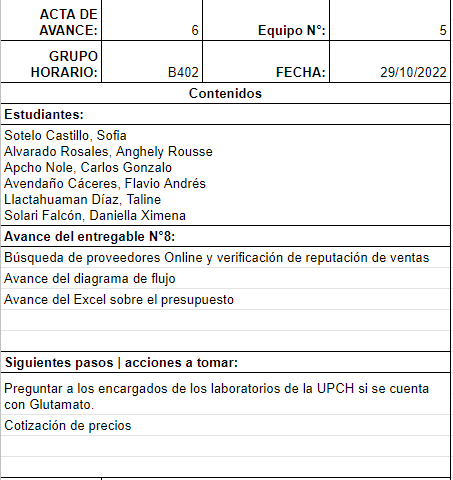 ACTA DE
AVANCE: 6 Equipo N°: 5
GRUPO
HORARIO: B402 FECHA: 29/10/2022
Contenidos
Estudiantes:
Sotelo Castillo, Sofia
Alvarado Rosales, Anghely Rousse
Apcho Nole, Carlos Gonzalo
Avendaño Cáceres, Flavio Andrés
Llactahuaman Díaz, Taline
Solari Falcón, Daniella Ximena
Avance del entregable N°8:
Búsqueda de proveedores Online y verificación de reputación de ventas
Avance del diagrama de flujo
Avance del Excel sobre el presupuesto
Siguientes pasos | acciones a tomar:
Preguntar a los encargados de los laboratorios de la UPCH si se cuenta
con Glutamato.
Cotización de precios